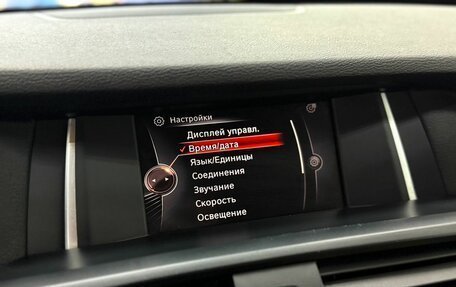 Настройки
Дисплей управл.
Время/дата
Язык/Единицы
Соединения
Звучание
Скорость
Освещение